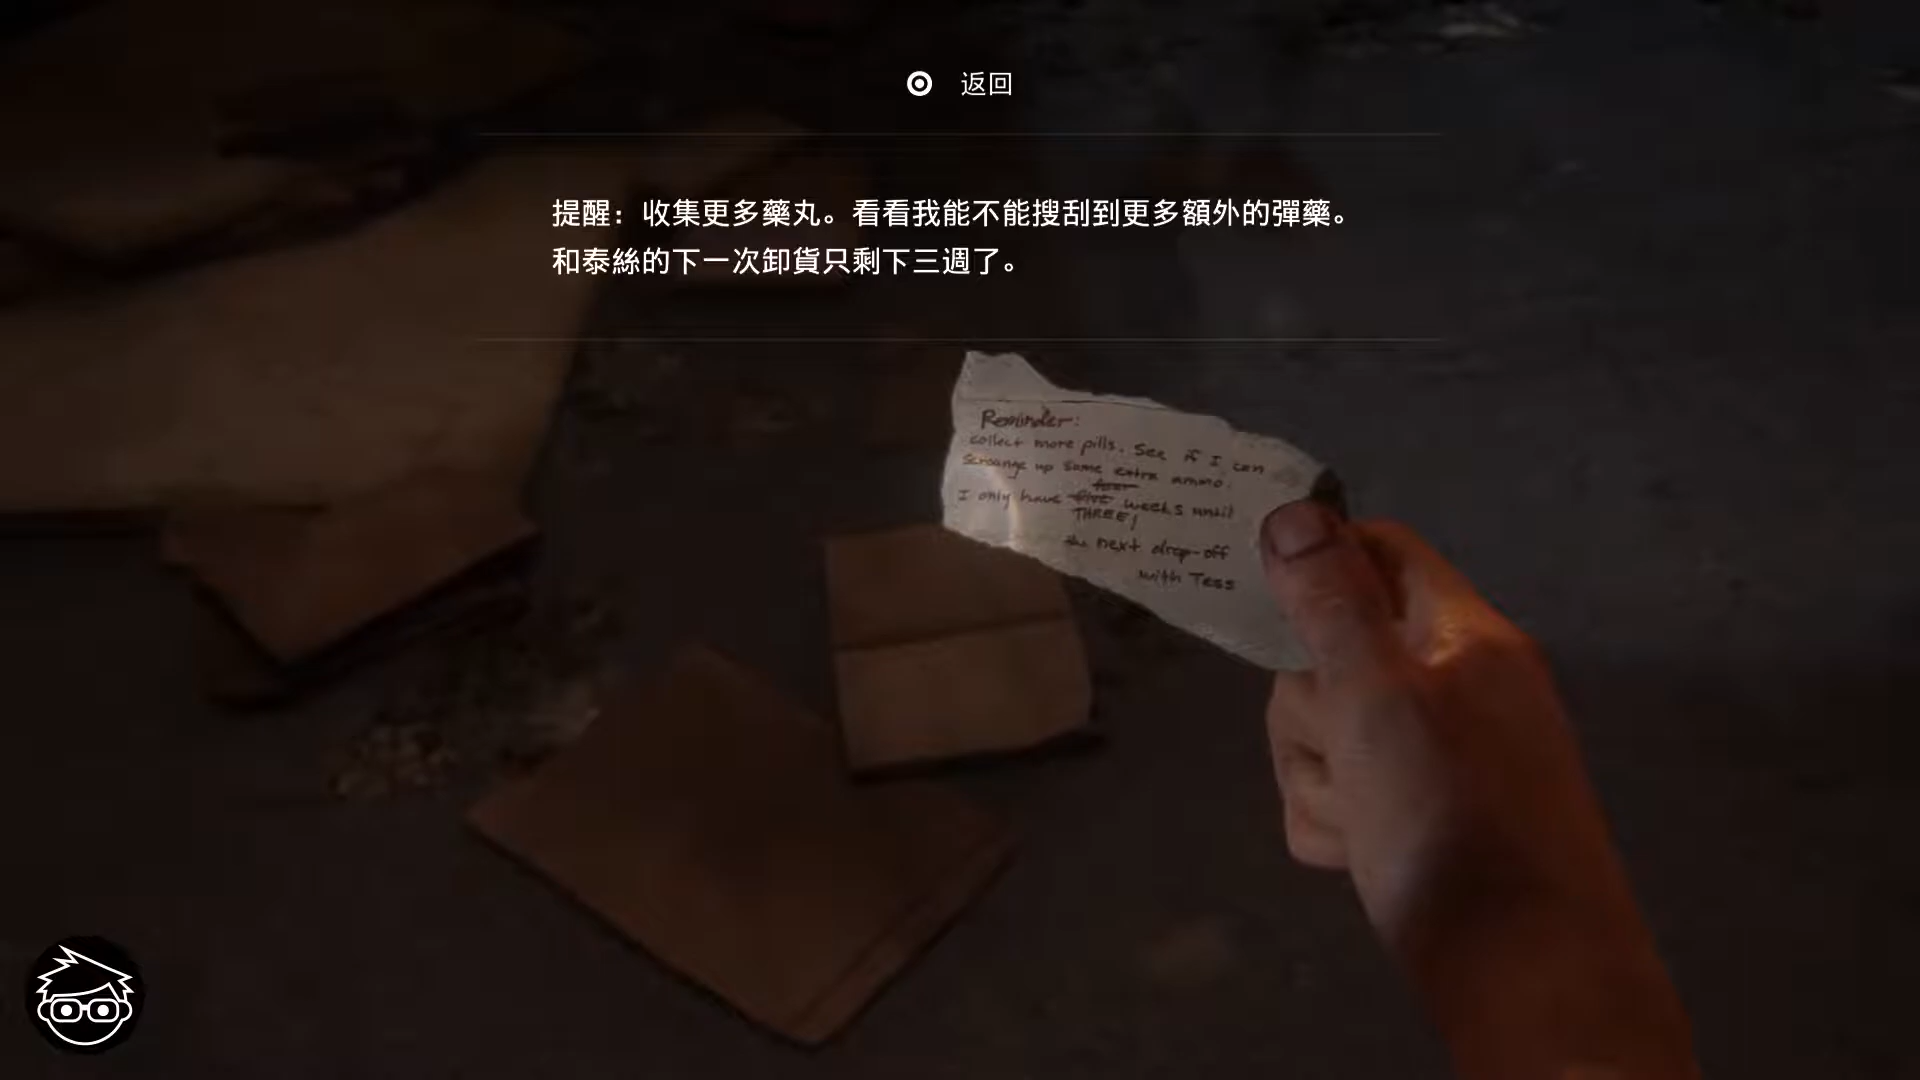 返回
提醒：收集更多藥丸。看看我能不能搜刮到更多額外的彈藥。
和泰絲的下一次卸貨只剩下三週了。
Reminder:
collect more pills. See if I can
scrounge up some extra ammo.
four
I only have five weeks until
THREE!
the next drop-off
with Tess